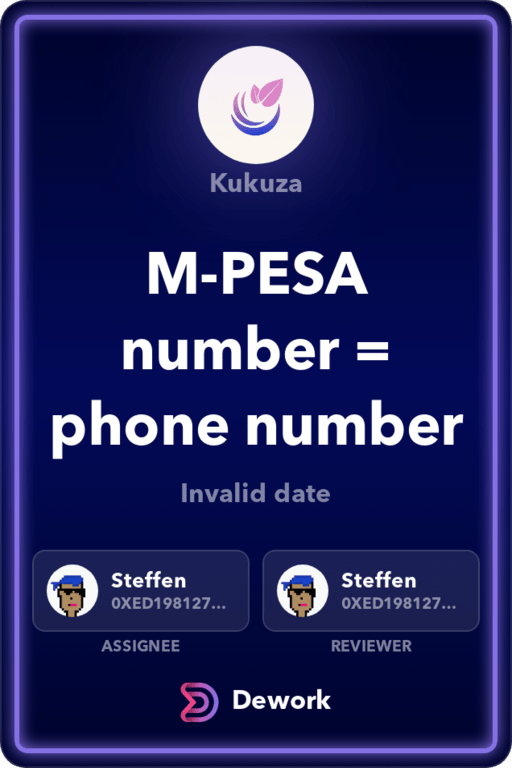 Kukuza
M-PESA
number =
phone number
Invalid date
Steffen
0XED198127...
ASSIGNEE
Steffen
0XED198127...
REVIEWER
Dework